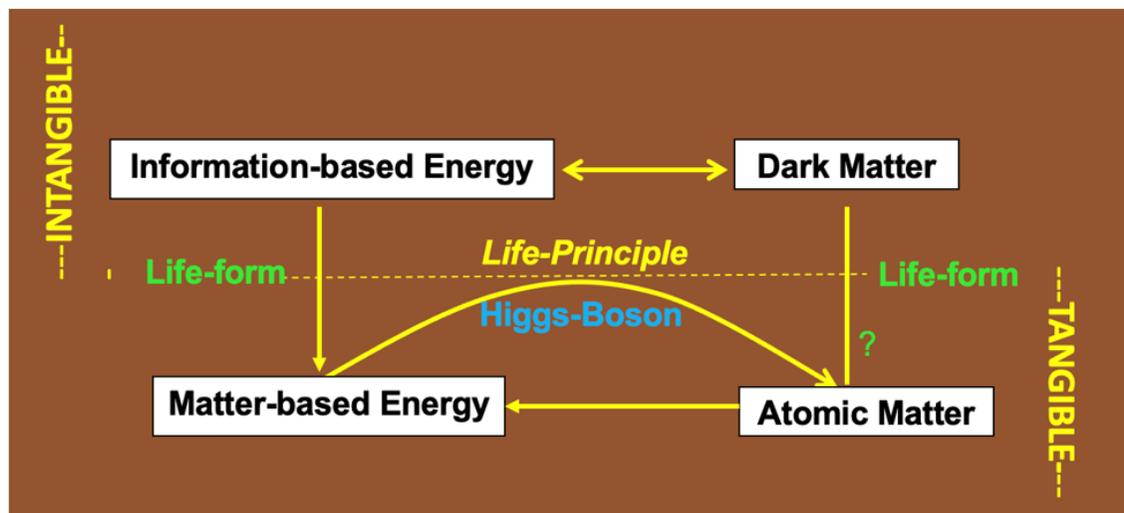 ---INTANGIBLE---
Information-based Energy
Dark Matter
Life-Principle
Life-form
Life-form
Higgs-Boson
?
Matter-based Energy
Atomic Matter
---TANGIBLE---